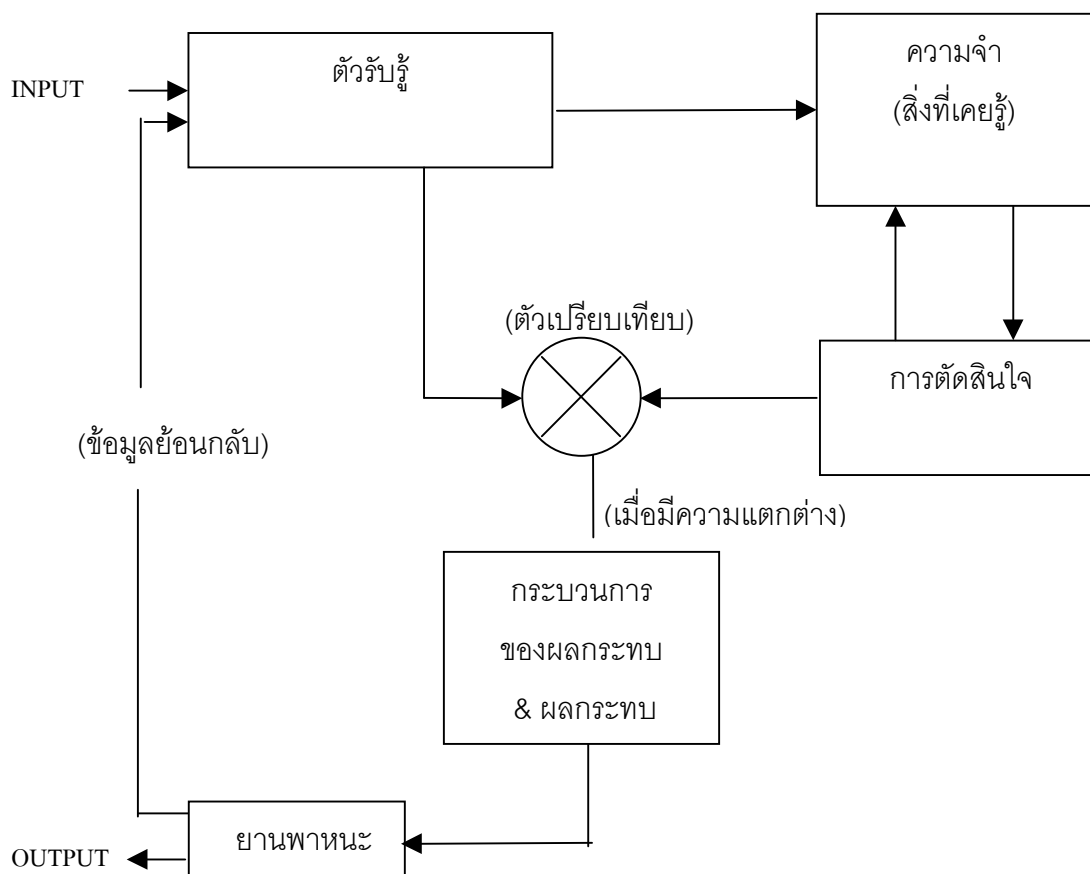 INPUT
ตัวรับรู้
ความจำ
(สิ่งที่เคยรู้)
(ตัวเปรียบเทียบ)
การตัดสินใจ
(ข้อมูลย้อนกลับ)
(เมื่อมีความแตกต่าง)
กระบวนการ
ของผลกระทบ
& ผลกระทบ
ยานพาหนะ
OUTPUT